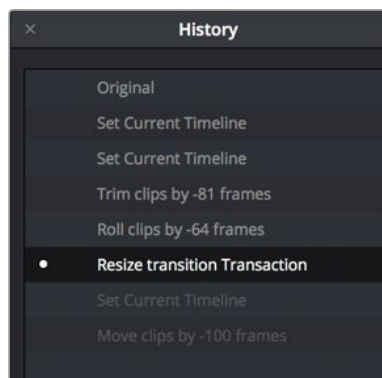 History
Original
Set Current Timeline
Set Current Timeline
Trim clips by -81 frames
Roll clips by -64 frames
Resize transition Transaction
Set Current Timeline
Move clips by -100 frames